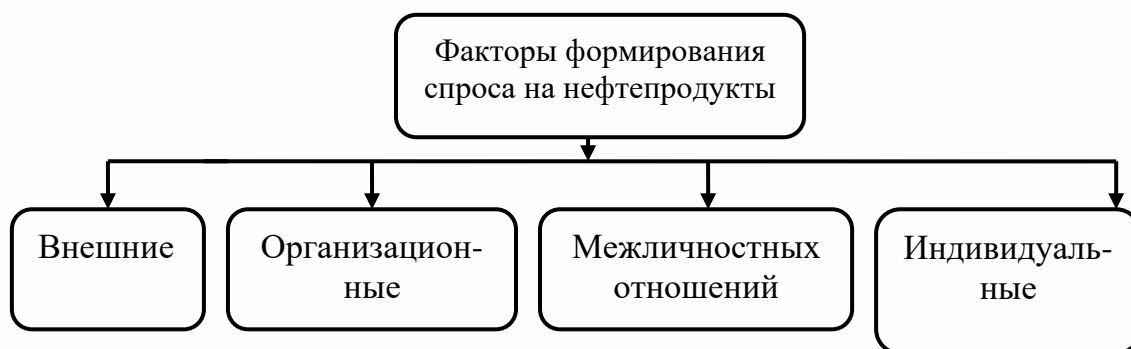 Факторы формирования
спроса на нефтепродукты
Внешние
Организацион-
ные
Межличностных
отношений
Индивидуаль-
ные